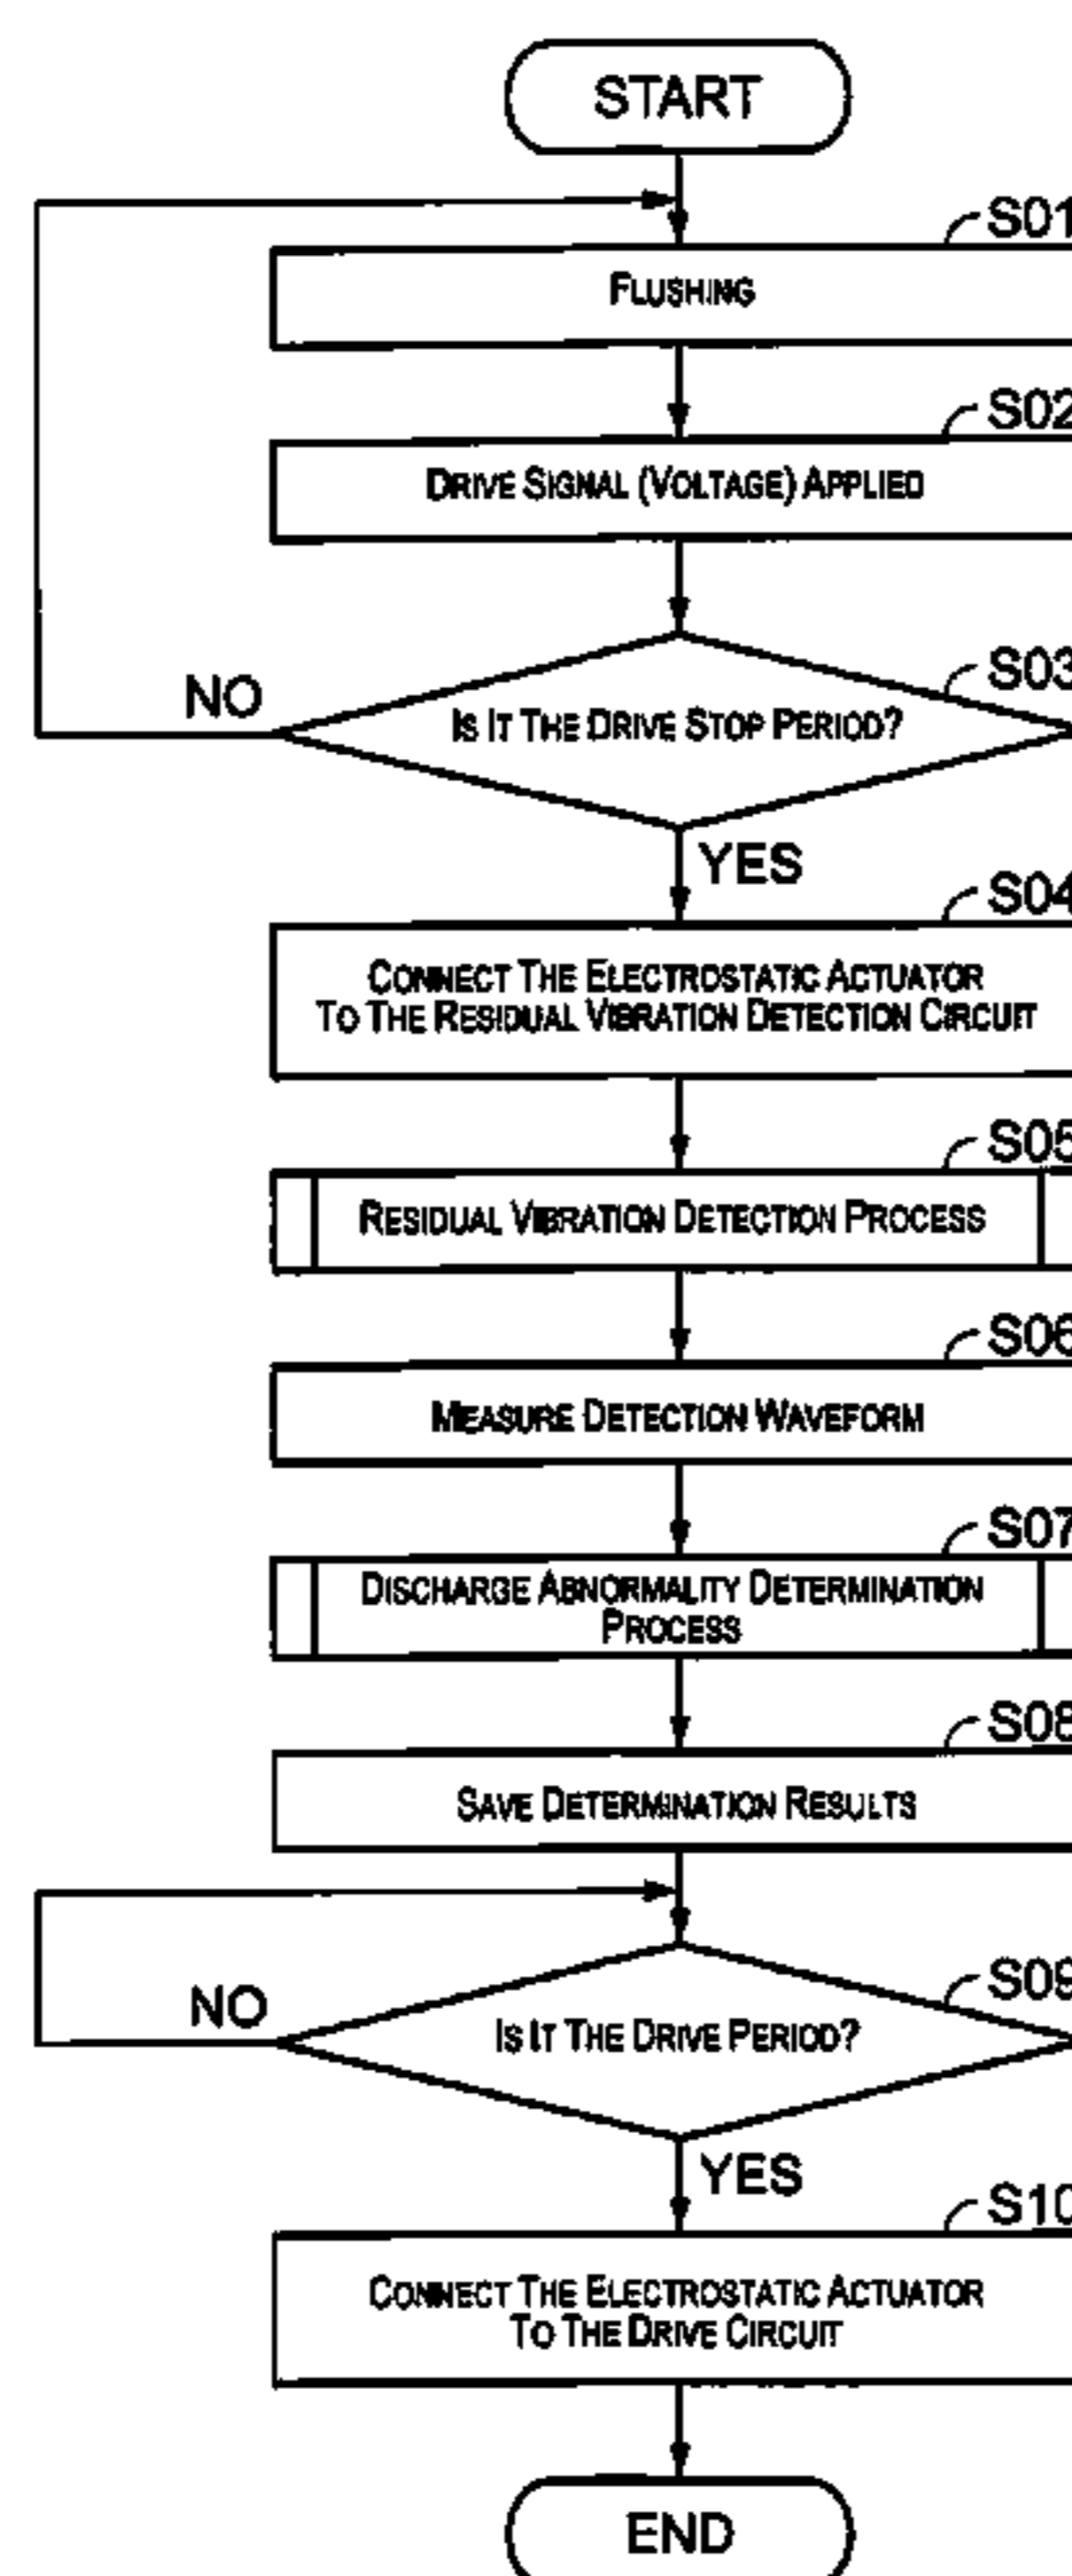 START
S01
FLUSHING
S02
DRIVE SIGNAL (VOLTAGE) APPLIED
S03
IS IT THE DRIVE STOP PERIOD?
NO
YES
S04
CONNECT THE ELECTROSTATIC ACTUATOR
TO THE RESIDUAL VIBRATION DETECTION CIRCUIT
S05
RESIDUAL VIBRATION DETECTION PROCESS
S06
MEASURE DETECTION WAVEFORM
S07
DISCHARGE ABNORMALITY DETERMINATION
PROCESS
S08
SAVE DETERMINATION RESULTS
S09
IS IT THE DRIVE PERIOD?
NO
YES
S10
CONNECT THE ELECTROSTATIC ACTUATOR
TO THE DRIVE CIRCUIT
END